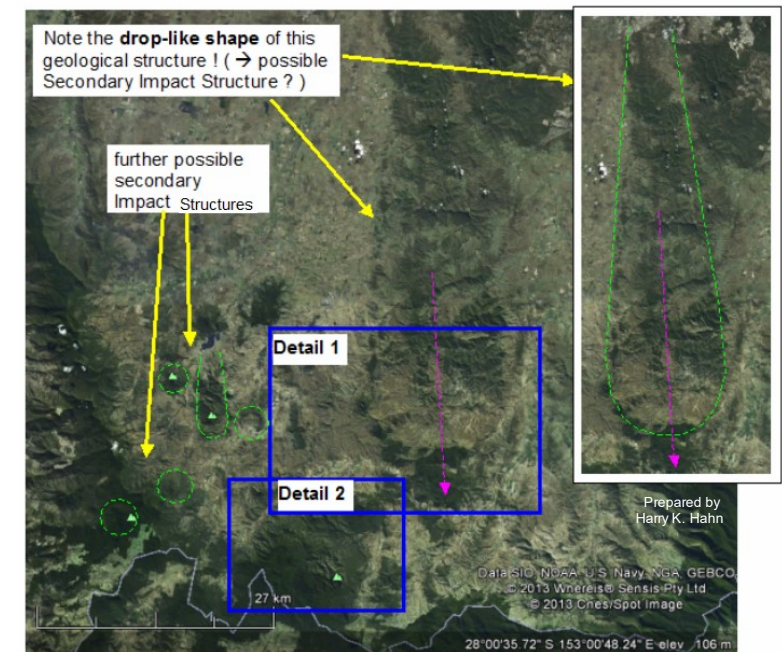 Note the drop-like shape of this
geological structure ! ( → possible
Secondary Impact Structure ? )
further possible
secondary
Impact Structures
Detail 1
Detail 2
Prepared by
Harry K. Hahn
27 km
Data SIO, NOAA, U.S. Navy, NGA, GEBCO
© 2013 Whereis® Sensis Pty Ltd
© 2013 Cnes/Spot Image
28°00'35.72" S 153°00'48.24" E elev 106 m